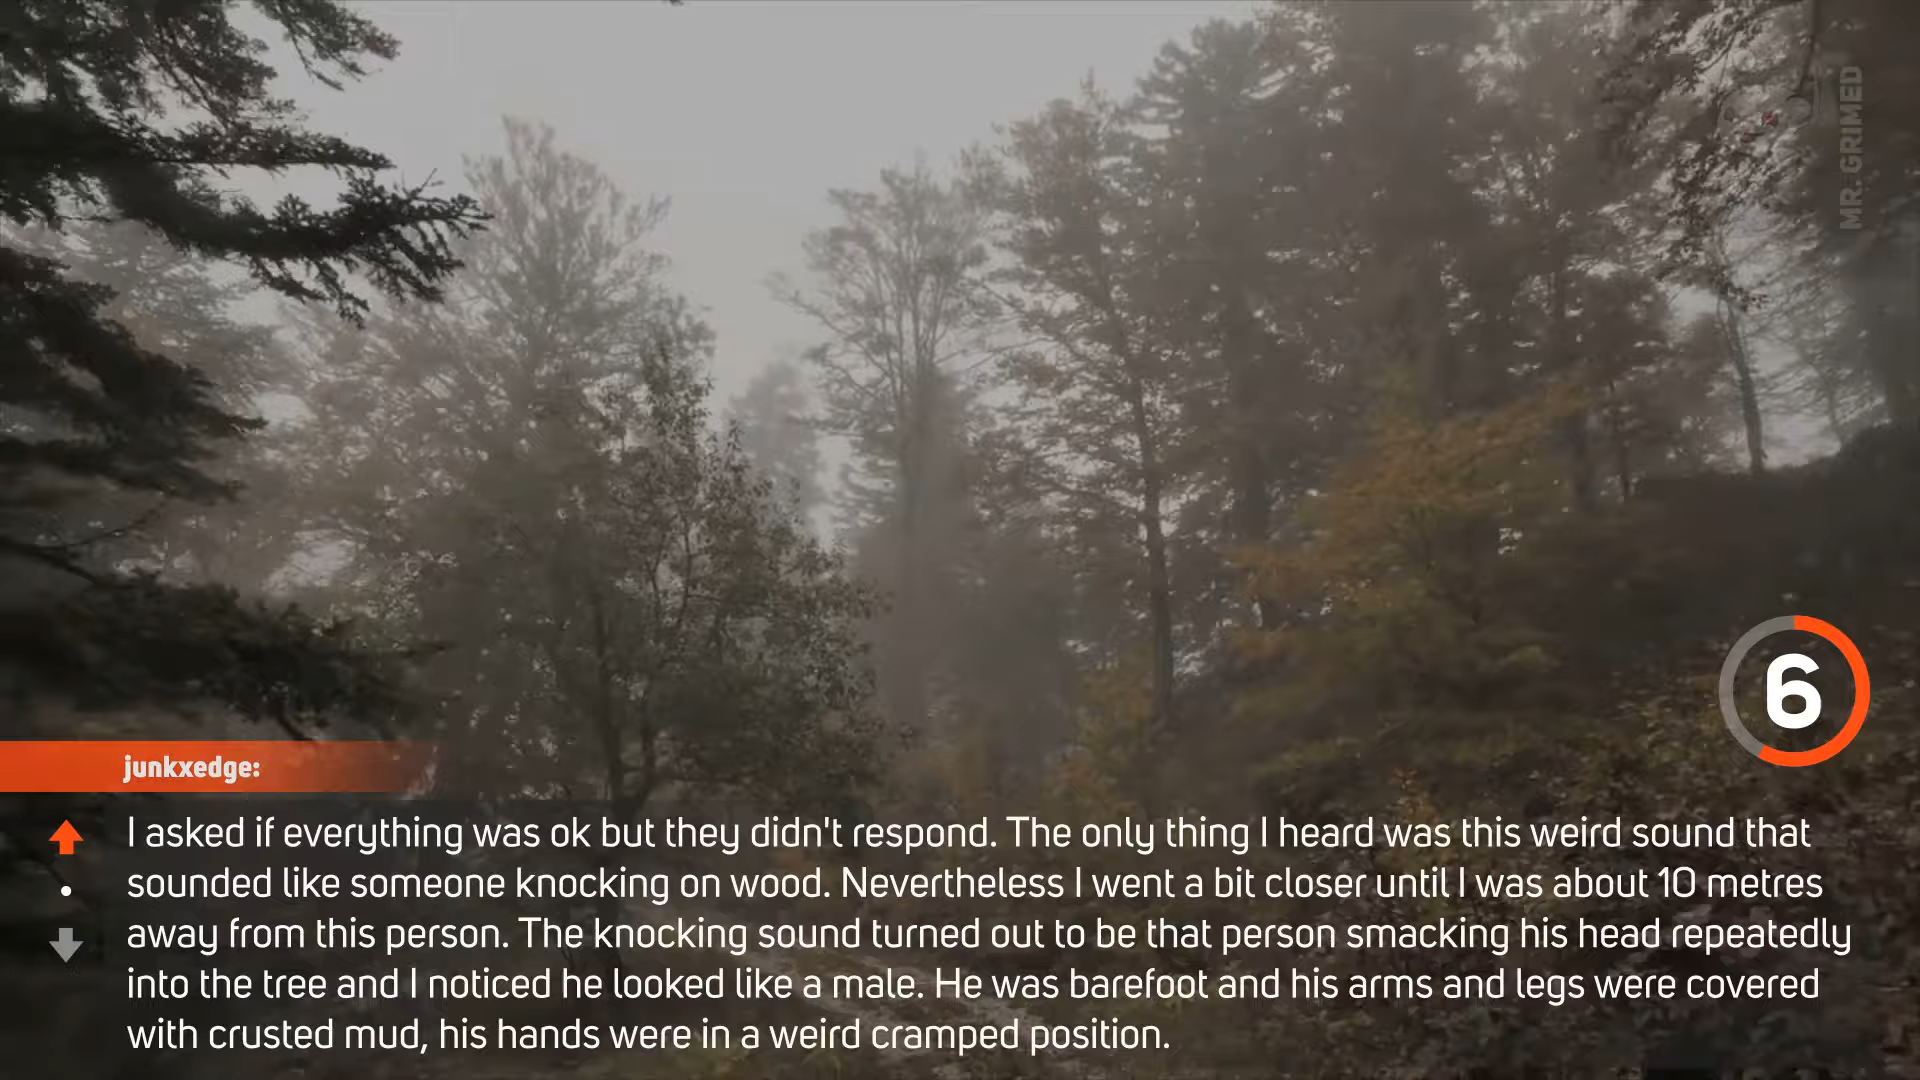 MR. GRIMED
6
junkxedge:
I asked if everything was ok but they didn't respond. The only thing I heard was this weird sound that
sounded like someone knocking on wood. Nevertheless I went a bit closer until I was about 10 metres
away from this person. The knocking sound turned out to be that person smacking his head repeatedly
into the tree and I noticed he looked like a male. He was barefoot and his arms and legs were covered
with crusted mud, his hands were in a weird cramped position.